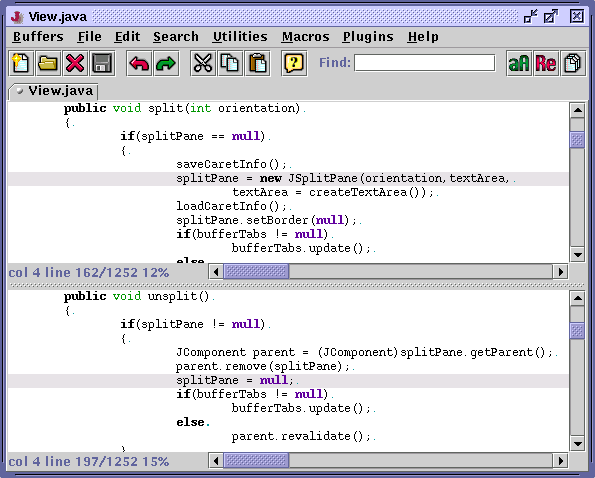 View.java
Buffers File Edit Search Utilities Macros Plugins Help
Find: aA Re
View.java
public void split(int orientation).
{.
if(splitPane == null).
{.
saveCaretInfo();.
splitPane = new JSplitPane(orientation,textArea,.
textArea = createTextArea());.
loadCaretInfo();.
splitPane.setBorder(null);.
if(bufferTabs != null).
bufferTabs.update();.
else.
col 4 line 162/1252 12%
public void unsplit().
{.
if(splitPane != null).
{.
JComponent parent = (JComponent)splitPane.getParent();.
parent.remove(splitPane);.
splitPane = null;.
if(bufferTabs != null).
bufferTabs.update();.
else.
parent.revalidate();.
}
col 4 line 197/1252 15%